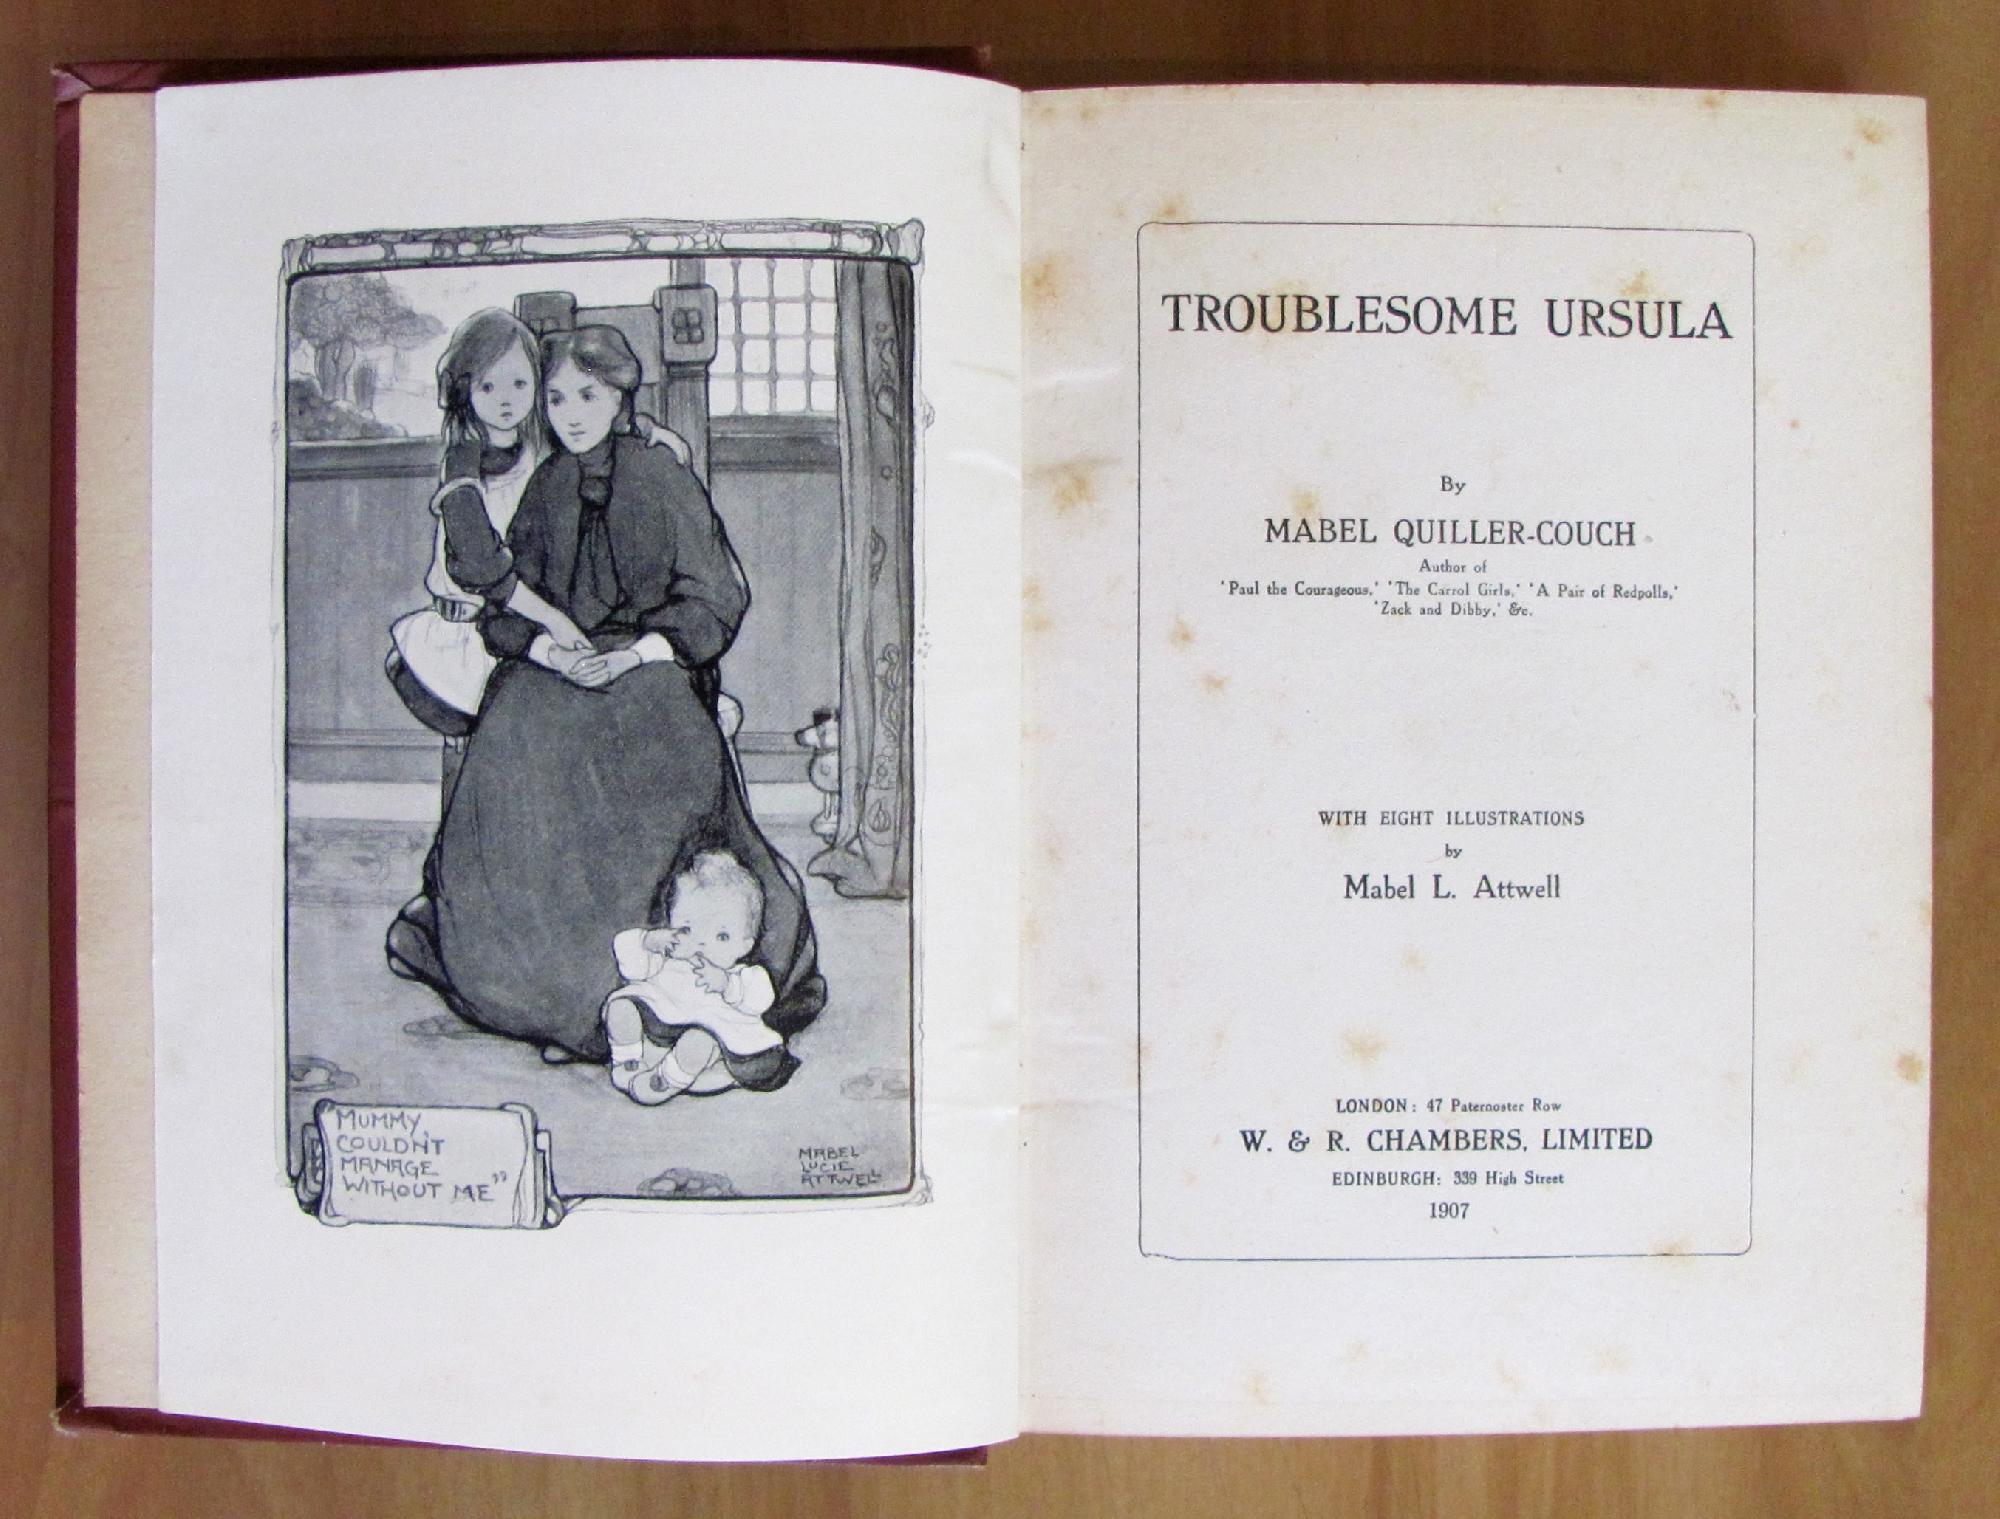 "MUMMY,
COULDN'T
MANAGE
WITHOUT ME"
MABEL
LUCIE
ATTWELL
TROUBLESOME URSULA
By
MABEL QUILLER-COUCH
Author of
'Paul the Courageous,' 'The Carrol Girls,' 'A Pair of Redpolls,'
'Zack and Dibby,' &c.
WITH EIGHT ILLUSTRATIONS
by
Mabel L. Attwell
LONDON: 47 Paternoster Row
W. & R. CHAMBERS, LIMITED
EDINBURGH: 339 High Street
1907